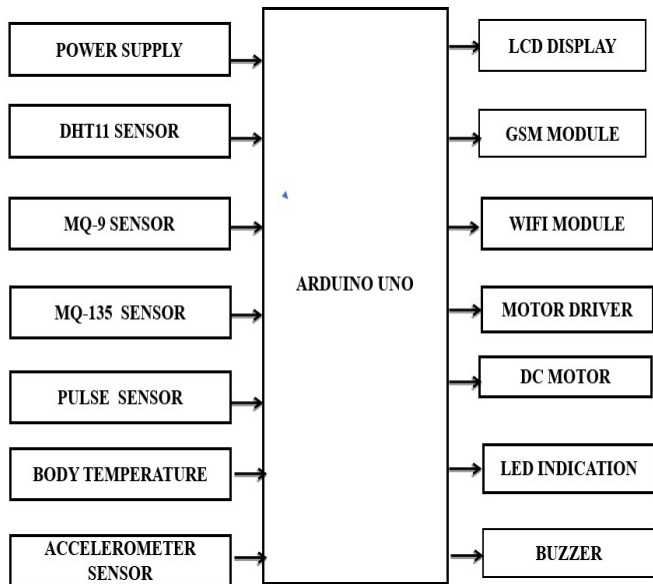 POWER SUPPLY
DHT11 SENSOR
MQ-9 SENSOR
MQ-135 SENSOR
PULSE SENSOR
BODY TEMPERATURE
ACCELEROMETER
SENSOR
ARDUINO UNO
LCD DISPLAY
GSM MODULE
WIFI MODULE
MOTOR DRIVER
DC MOTOR
LED INDICATION
BUZZER